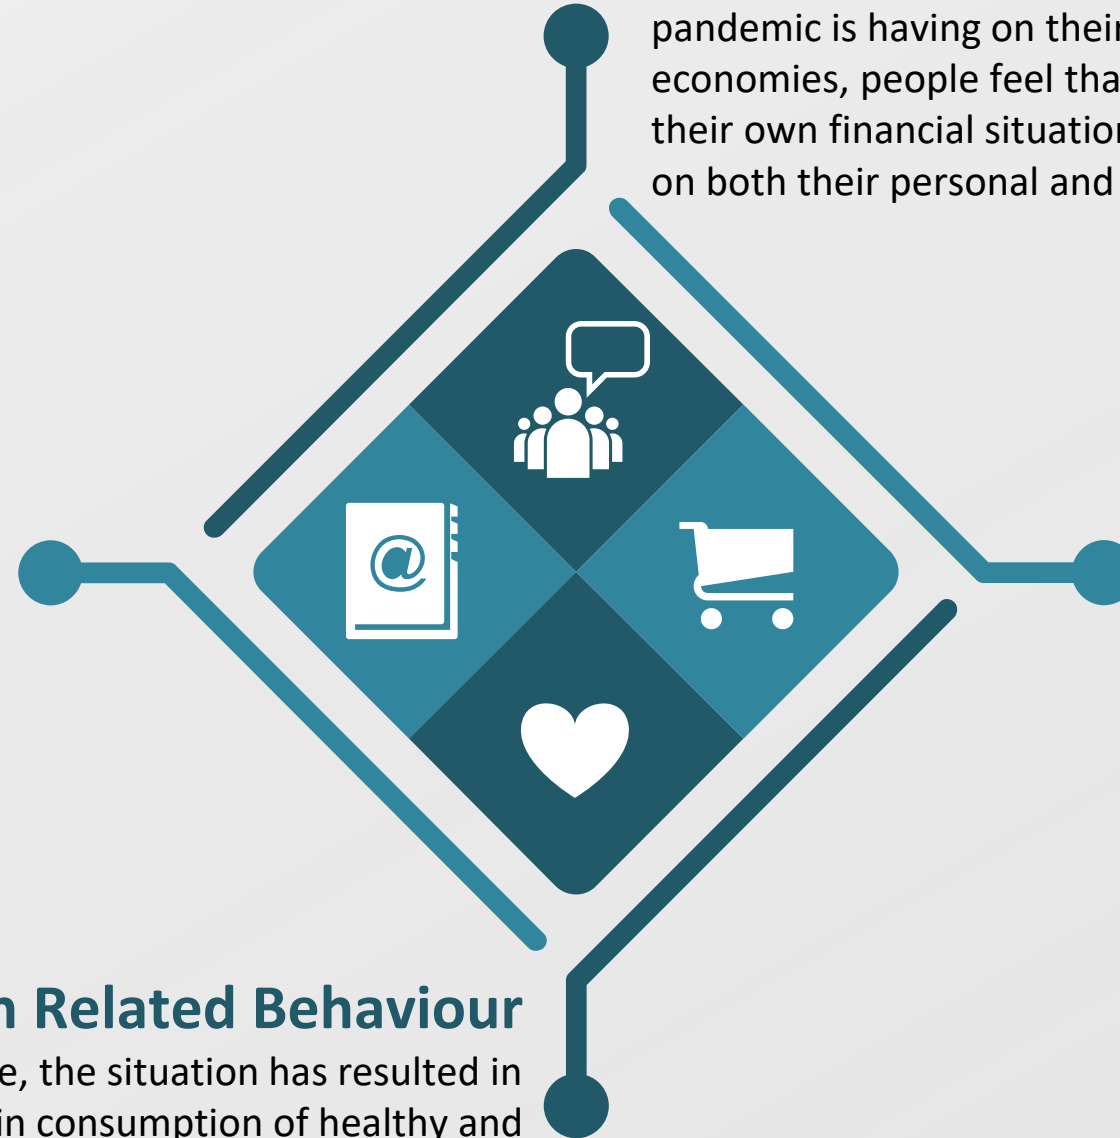 pandemic is having on their
economies, people feel tha
their own financial situation
on both their personal and
@
n Related Behaviour
e, the situation has resulted in
in consumption of healthy and